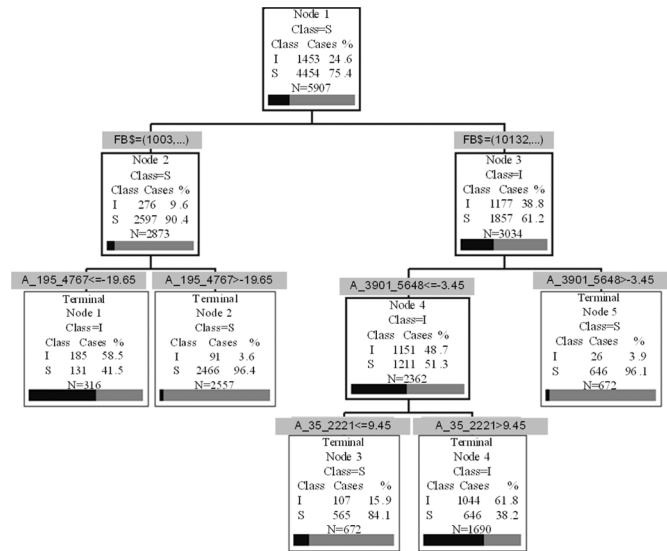 Node 1
Class=S
Class Cases %
I 1453 24.6
S 4454 75.4
N=5907
FB$=(1003,...)
FB$=(10132,...)
Node 2
Class=S
Class Cases %
I 276 9.6
S 2597 90.4
N=2873
Node 3
Class=I
Class Cases %
I 1177 38.8
S 1857 61.2
N=3034
A_195_4767<=-19.65
A_195_4767>-19.65
A_3901_5648<=-3.45
A_3901_5648>-3.45
Terminal
Node 1
Class=I
Class Cases %
I 185 58.5
S 131 41.5
N=316
Terminal
Node 2
Class=S
Class Cases %
I 91 3.6
S 2466 96.4
N=2557
Node 4
Class=I
Class Cases %
I 1151 48.7
S 1211 51.3
N=2362
Terminal
Node 5
Class=S
Class Cases %
I 26 3.9
S 646 96.1
N=672
A_35_2221<=9.45
A_35_2221>9.45
Terminal
Node 3
Class=S
Class Cases %
I 107 15.9
S 565 84.1
N=672
Terminal
Node 4
Class=I
Class Cases %
I 1044 61.8
S 646 38.2
N=1690